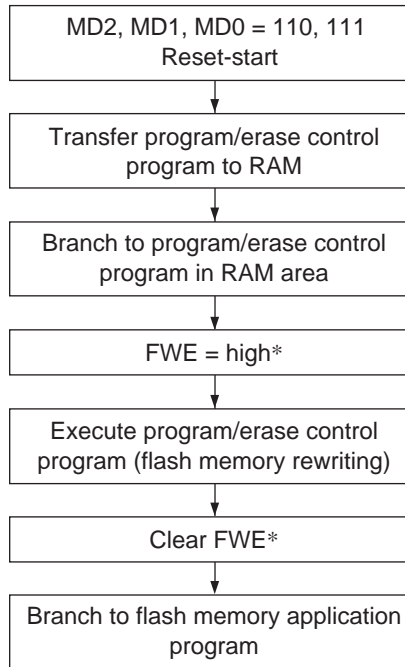 MD2, MD1, MD0 = 110, 111
Reset-start
Transfer program/erase control
program to RAM
Branch to program/erase control
program in RAM area
FWE = high*
Execute program/erase control
program (flash memory rewriting)
Clear FWE*
Branch to flash memory application
program